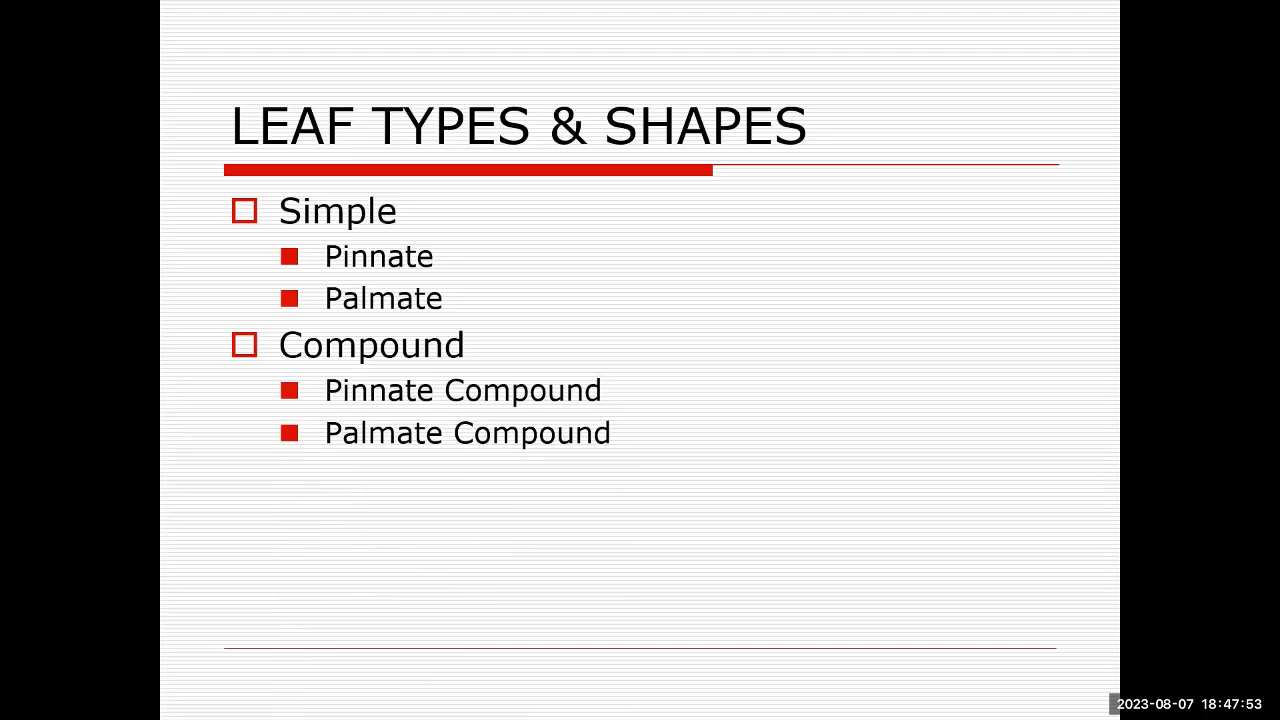 LEAF TYPES & SHAPES
Simple
Pinnate
Palmate
Compound
Pinnate Compound
Palmate Compound
2023-08-07 18:47:53